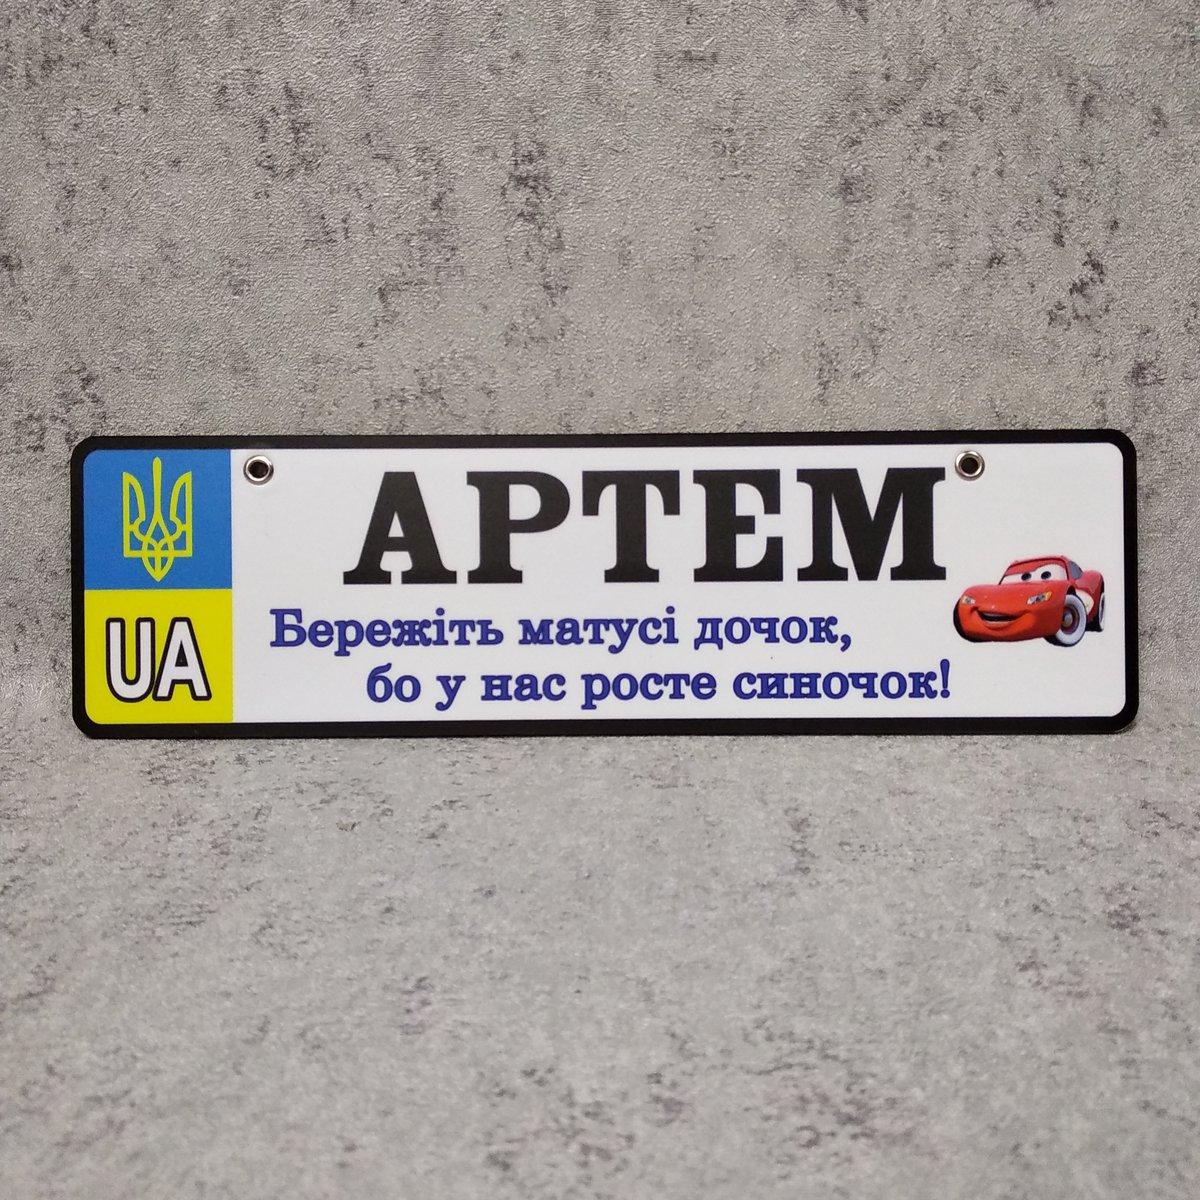 АРТЕМ
UA
Бережіть матусі дочок,
бо у нас росте синочок!